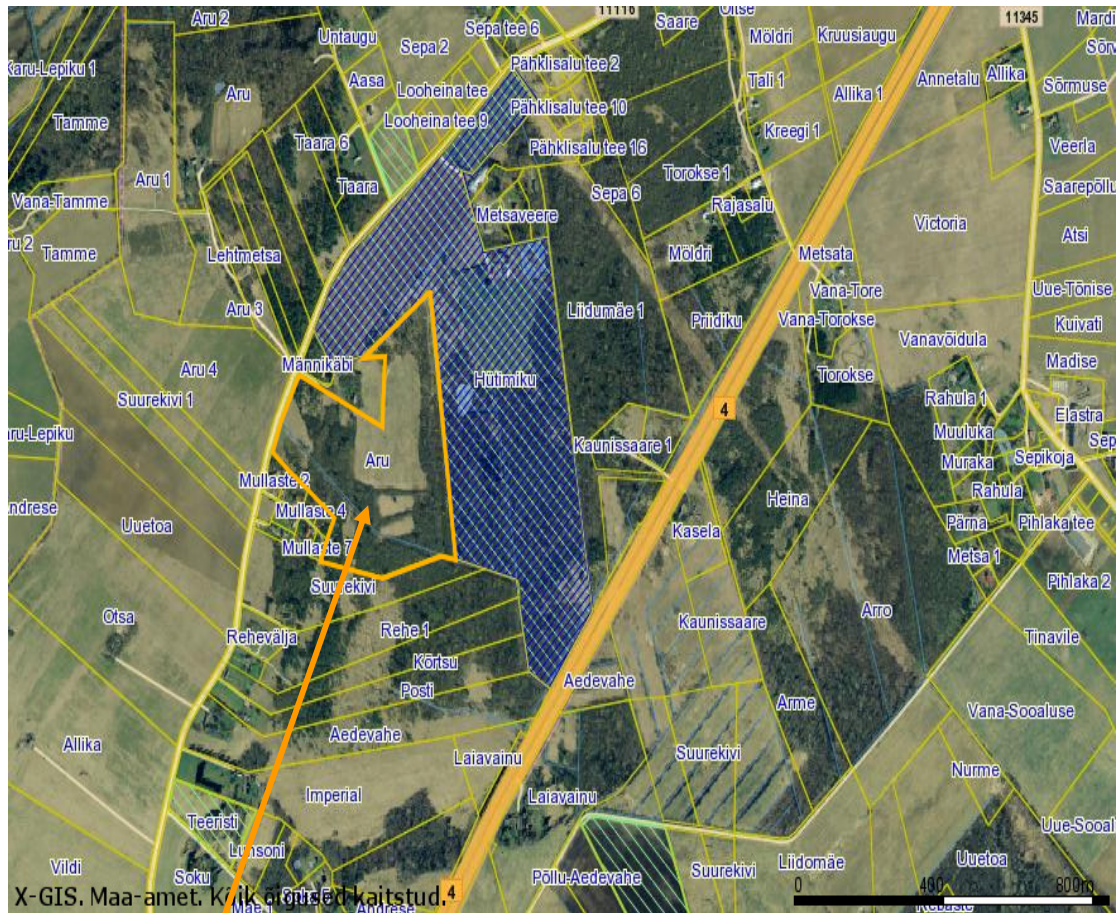 11116
Oitse
Saare
11345
Mardi
Aru 2
Untaugu
Sepa tee 6
Sepa 2
Möldri
Kruusiaugu
Karu-Lepiku 1
Aasa
Pähklisalu tee 2
Looheina tee
Tali 1
Annetalu
Allika
Sõrmuse
Aru
Pähklisalu tee 10
Allika 1
Tamme
Looheina tee 9
Kreegi 1
Taara 6
Pähklisalu tee 16
Veerla
Aru 1
Torokse 1
Taara
Sepa 6
Saarepõllu
Vana-Tamme
Rajasalu
Metsaveere
Victoria
Atsi
Aru 2
Tamme
Lehtmetsa
Möldri
Metsata
Uue-Tõnise
Vana-Tore
Aru 3
Liidumäe 1
Priidiku
Vana-Torokse
Kuivati
Vanavõidula
Männikäbi
Madise
Aru 4
Torokse
Hütimiku
Suurekivi 1
Rahula 1
4
Elastra
Muuluka
Aru
Kaunissaare 1
Sepikoja
Muraka
Mullaste 2
Rahula
Heina
Mullaste 4
Kasela
Pärna
Pihlaka tee
Uuetoa
Mullaste 7
Metsa 1
Suurekivi
Pihlaka 2
Otsa
Arro
Kaunissaare
Rehe 1
Rehevälja
Tinavile
Kõrtsu
Aedevahe
Posti
Arme
Vana-Sooaluse
Aedevahe
Allika
Laiavainu
Suurekivi
Nurme
Imperial
Laiavainu
Teeristi
Uue-Sooal
Lunsoni
Liidomäe
Uuetoa
Vildi
Soku
Põllu-Aedevahe
Suurekivi
0 400 800m
X-GIS. Maa-amet. Kõik õigused kaitstud.
4
Andrese